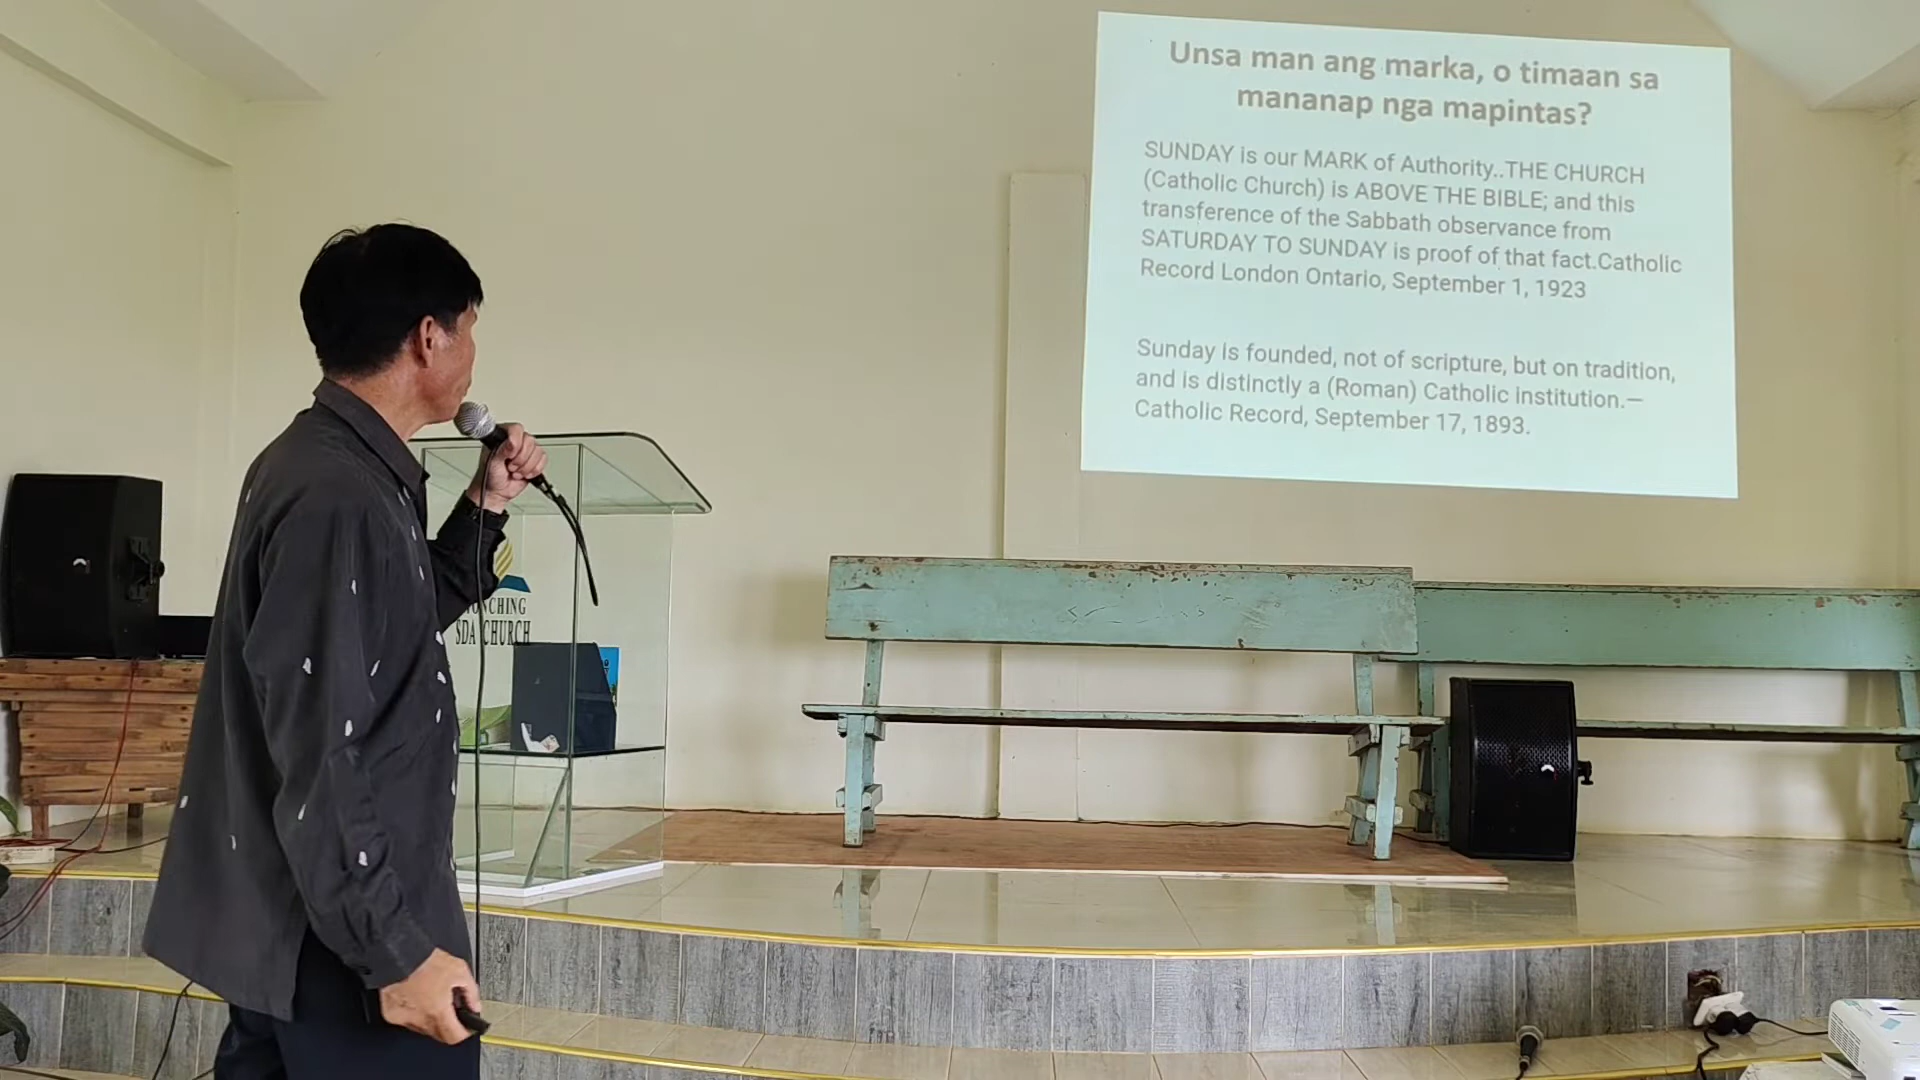 Unsa man ang marka, o timaan sa
mananap nga mapintas?
SUNDAY is our MARK of Authority..THE CHURCH
(Catholic Church) is ABOVE THE BIBLE; and this
transference of the Sabbath observance from
SATURDAY TO SUNDAY is proof of that fact.Catholic
Record London Ontario, September 1, 1923
Sunday is founded, not of scripture, but on tradition,
and is distinctly a (Roman) Catholic institution.—
Catholic Record, September 17, 1893.
SDA CHURCH